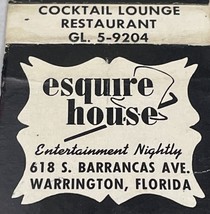 COCKTAIL LOUNGE
RESTAURANT
GL. 5-9204
esquire
house
Entertainment Nightly
618 S. BARRANCAS AVE.
WARRINGTON, FLORIDA